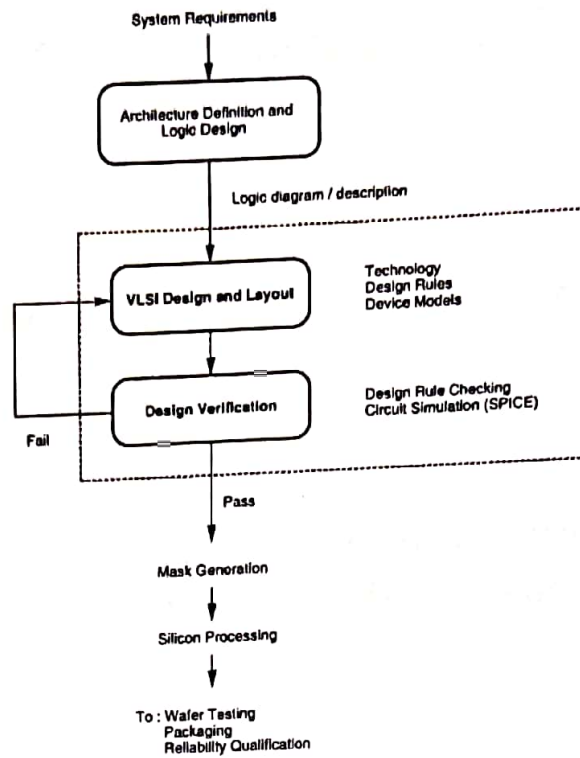 System Requirements
Architecture Definition and
Logic Design
Logic diagram / description
VLSI Design and Layout
Technology
Design Rules
Device Models
Design Verification
Design Rule Checking
Circuit Simulation (SPICE)
Fail
Pass
Mask Generation
Silicon Processing
To : Wafer Testing
Packaging
Reliability Qualification